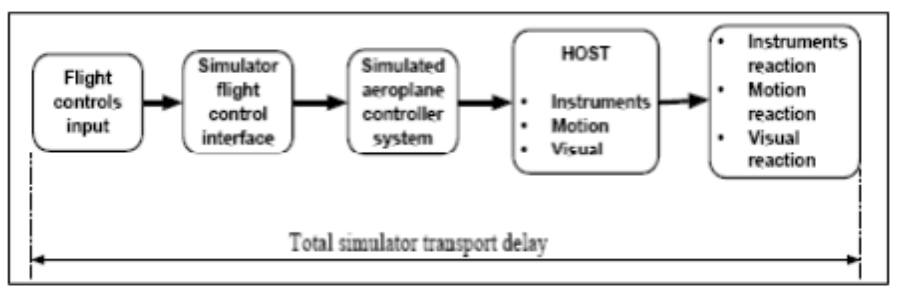 Flight
controls
input
Simulator
flight
control
interface
Simulated
aeroplane
controller
system
HOST
• Instruments
• Motion
• Visual
• Instruments
reaction
• Motion
reaction
• Visual
reaction
Total simulator transport delay